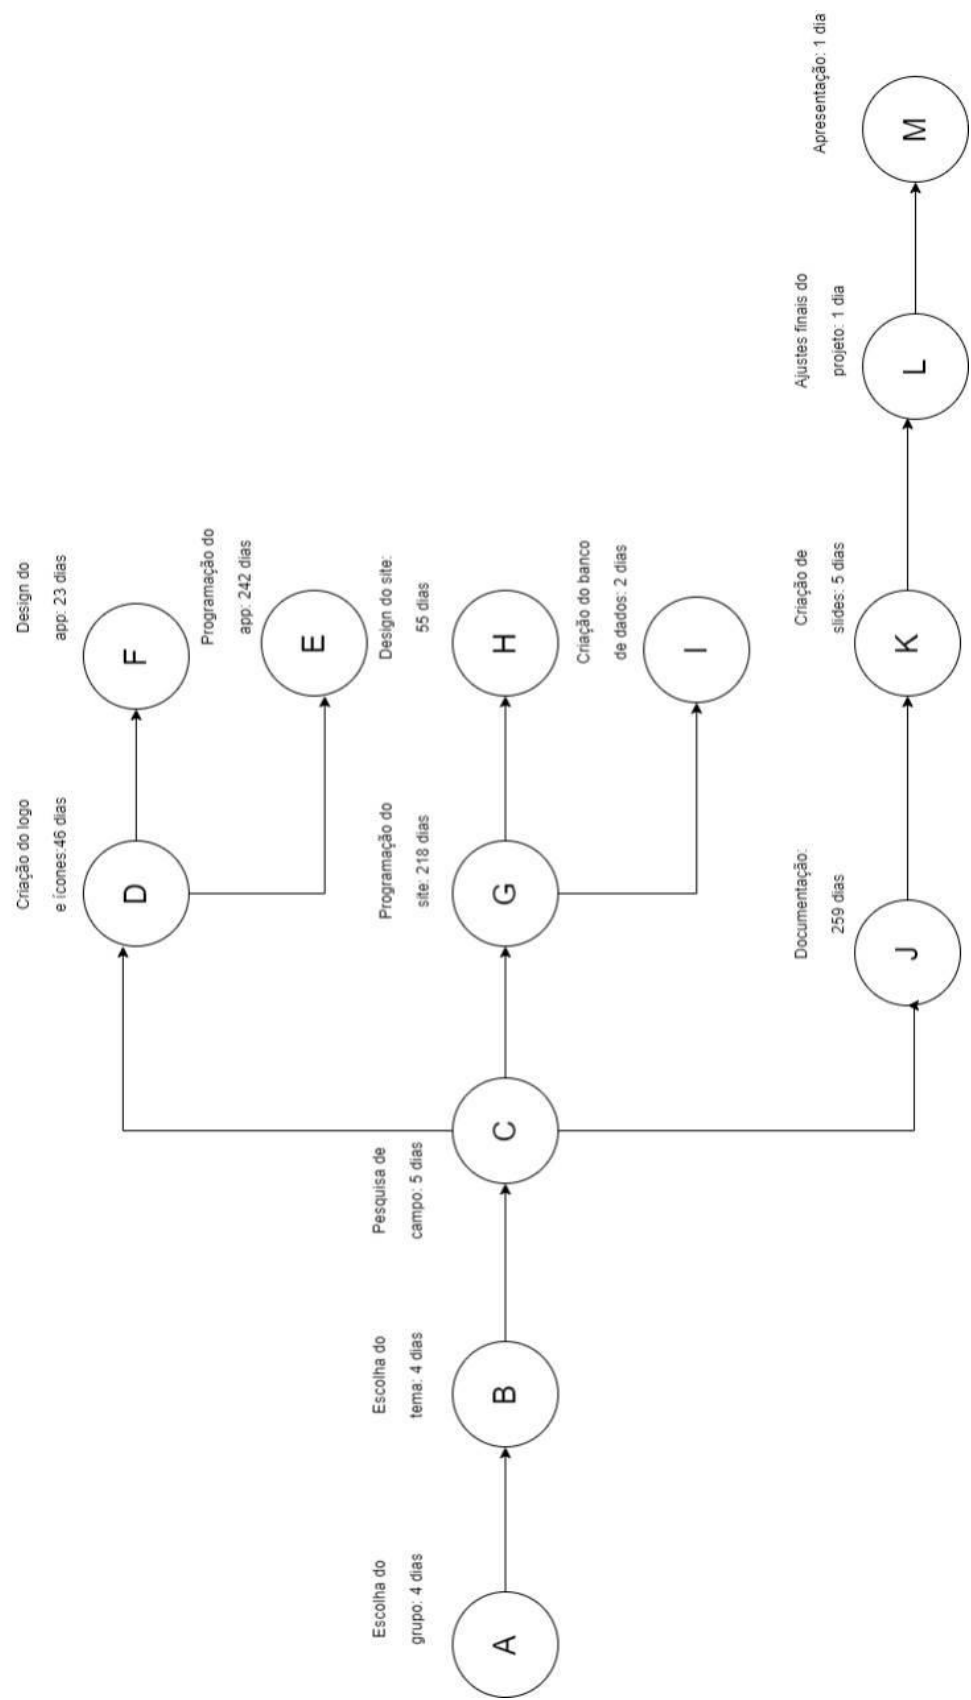 Escolha do
grupo: 4 dias
A
Escolha do
tema: 4 dias
B
Pesquisa de
campo: 5 dias
C
Criação do logo
e ícones:46 dias
D
Design do
app: 23 dias
F
Programação do
app: 242 dias
E
Programação do
site: 218 dias
G
Design do site:
55 dias
H
Criação do banco
de dados: 2 dias
I
Documentação:
259 dias
J
Criação de
slides: 5 dias
K
Ajustes finais do
projeto: 1 dia
L
Apresentação: 1 dia
M